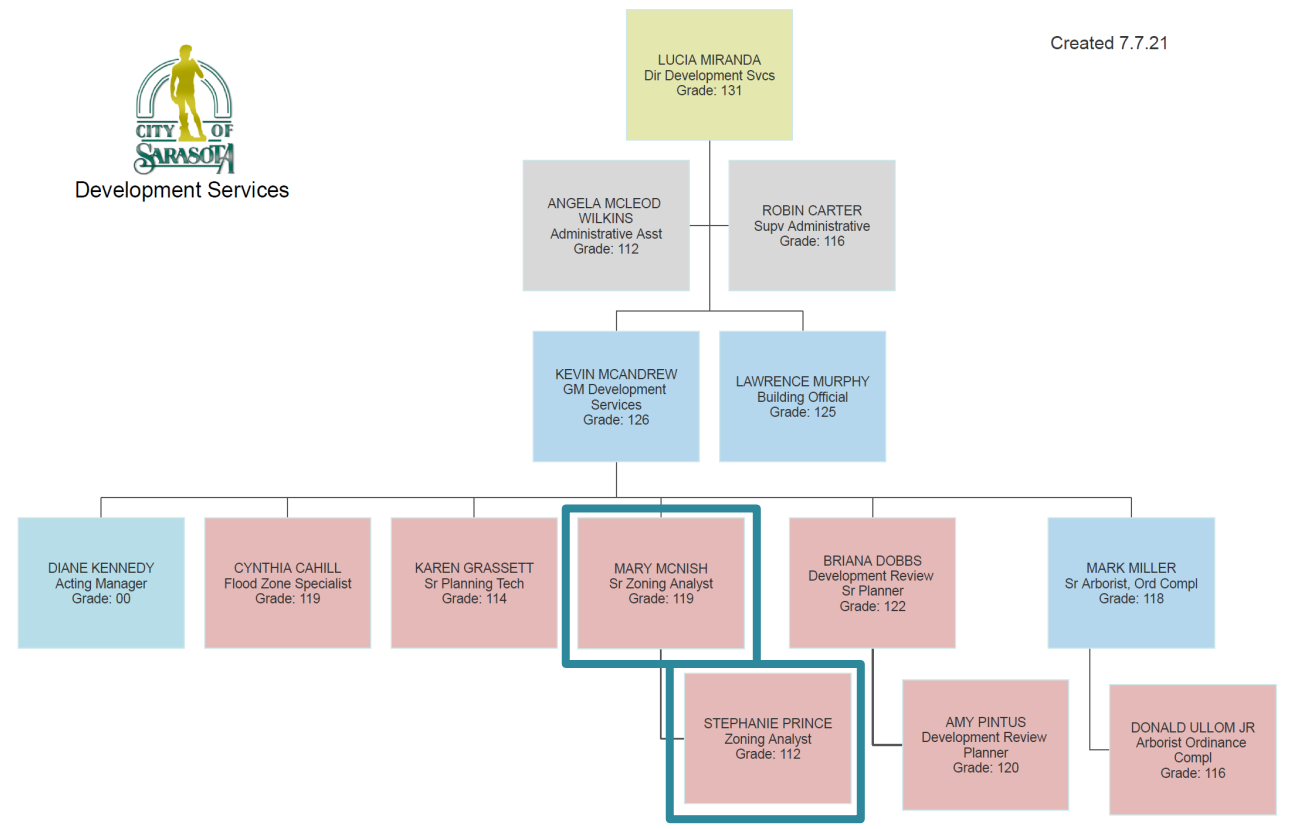 Created 7.7.21
CITY OF
SARASOTA
Development Services
LUCIA MIRANDA
Dir Development Svcs
Grade: 131
ANGELA MCLEOD
WILKINS
Administrative Asst
Grade: 112
ROBIN CARTER
Supv Administrative
Grade: 116
KEVIN MCANDREW
GM Development
Services
Grade: 126
LAWRENCE MURPHY
Building Official
Grade: 125
DIANE KENNEDY
Acting Manager
Grade: 00
CYNTHIA CAHILL
Flood Zone Specialist
Grade: 119
KAREN GRASSETT
Sr Planning Tech
Grade: 114
MARY MCNISH
Sr Zoning Analyst
Grade: 119
BRIANA DOBBS
Development Review
Sr Planner
Grade: 122
MARK MILLER
Sr Arborist, Ord Compl
Grade: 118
STEPHANIE PRINCE
Zoning Analyst
Grade: 112
AMY PINTUS
Development Review
Planner
Grade: 120
DONALD ULLOM JR
Arborist Ordinance
Compl
Grade: 116